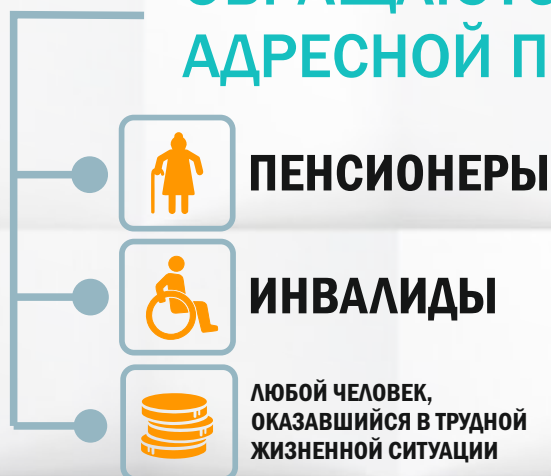 АДРЕСНОЙ П
ПЕНСИОНЕРЫ
ИНВАЛИДЫ
ЛЮБОЙ ЧЕЛОВЕК,
ОКАЗАВШИЙСЯ В ТРУДНОЙ
ЖИЗНЕННОЙ СИТУАЦИИ